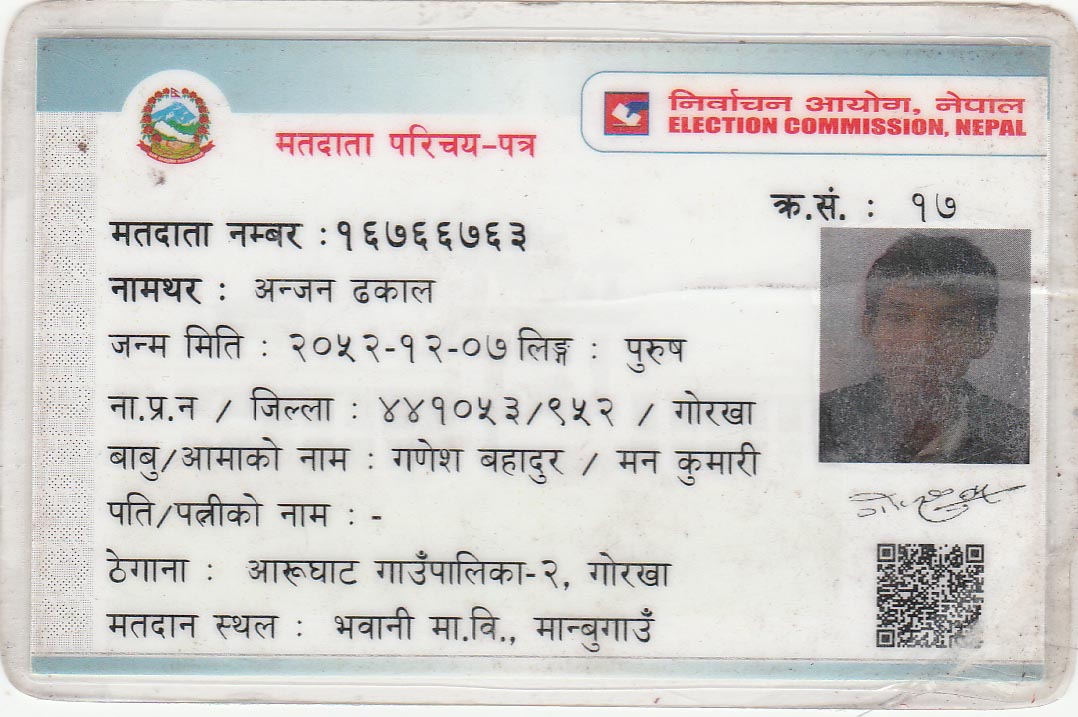 निर्वाचन आयोग, नेपाल
ELECTION COMMISSION, NEPAL
मतदाता परिचय-पत्र
क्र.सं. : १७
मतदाता नम्बर :१६७६६७६३
नामथर : अन्जन ढकाल
जन्म मिति : २०५२-१२-०७ लिङ्ग : पुरुष
ना.प्र.न / जिल्ला : ४४१०५३/९५२ / गोरखा
बाबु/आमाको नाम : गणेश बहादुर / मन कुमारी
पति/पत्नीको नाम : -
ठेगाना : आरूघाट गाउँपालिका-२, गोरखा
मतदान स्थल : भवानी मा.वि., मान्बुगाउँ